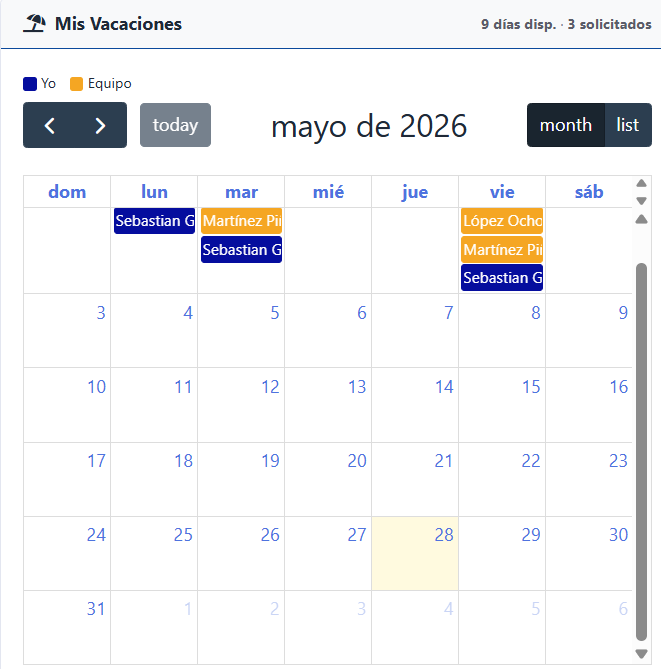 Mis Vacaciones 9 días disp. · 3 solicitados
Yo Equipo
today mayo de 2026 month list
dom lun mar mié jue vie sáb
Sebastian G Martínez Pi López Ocho
Sebastian G Martínez Pi
Sebastian G
3 4 5 6 7 8 9
10 11 12 13 14 15 16
17 18 19 20 21 22 23
24 25 26 27 28 29 30
31 1 2 3 4 5 6